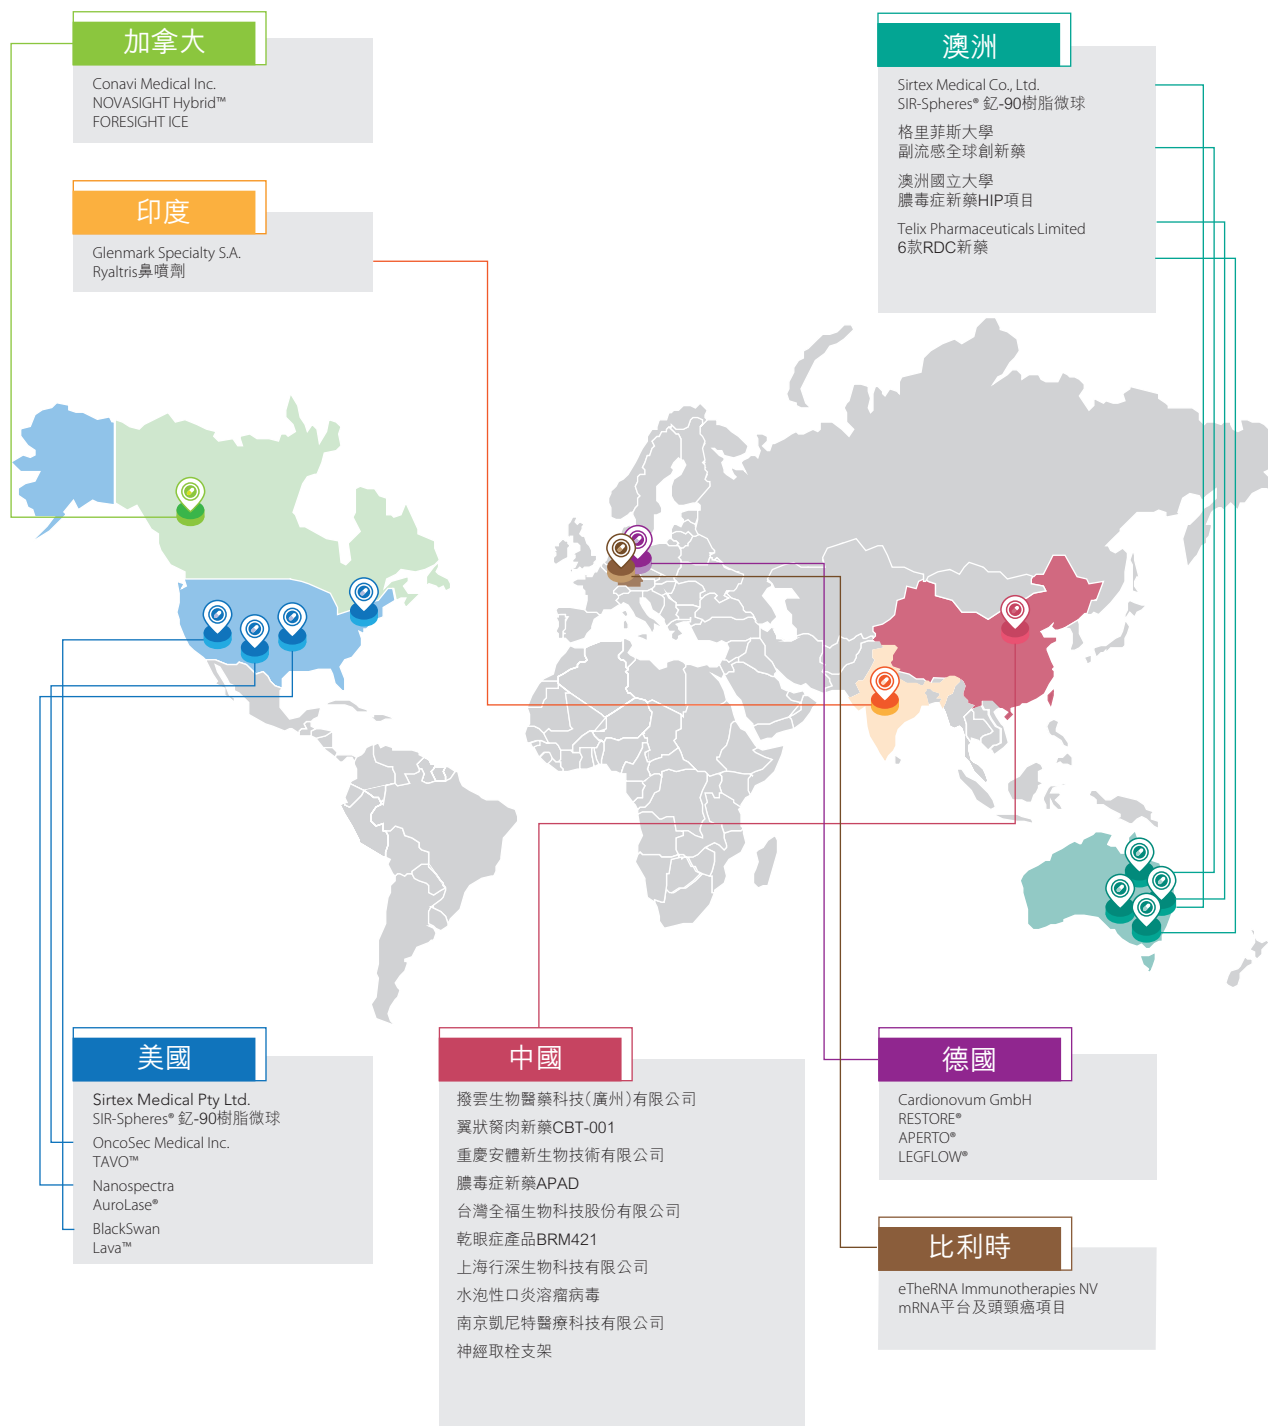 加拿大
Conavi Medical Inc.
NOVASIGHT Hybrid™
FORESIGHT ICE
印度
Glenmark Specialty S.A.
Ryaltris鼻噴劑
澳洲
Sirtex Medical Co., Ltd.
SIR-Spheres® 釔-90樹脂微球
格里菲斯大學
副流感全球創新藥
澳洲國立大學
膿毒症新藥HIP項目
Telix Pharmaceuticals Limited
6款RDC新藥
美國
Sirtex Medical Pty Ltd.
SIR-Spheres® 釔-90樹脂微球
OncoSec Medical Inc.
TAVO™
Nanospectra
AuroLase®
BlackSwan
Lava™
中國
撥雲生物醫藥科技（廣州）有限公司
翼狀胬肉新藥CBT-001
重慶安體新生物技術有限公司
膿毒症新藥APAD
台灣全福生物科技股份有限公司
乾眼症產品BRM421
上海行深生物科技有限公司
水泡性口炎溶瘤病毒
南京凱尼特醫療科技有限公司
神經取栓支架
德國
Cardionovum GmbH
RESTORE®
APERTO®
LEGFLOW®
比利時
eTheRNA Immunotherapies NV
mRNA平台及頭頸癌項目